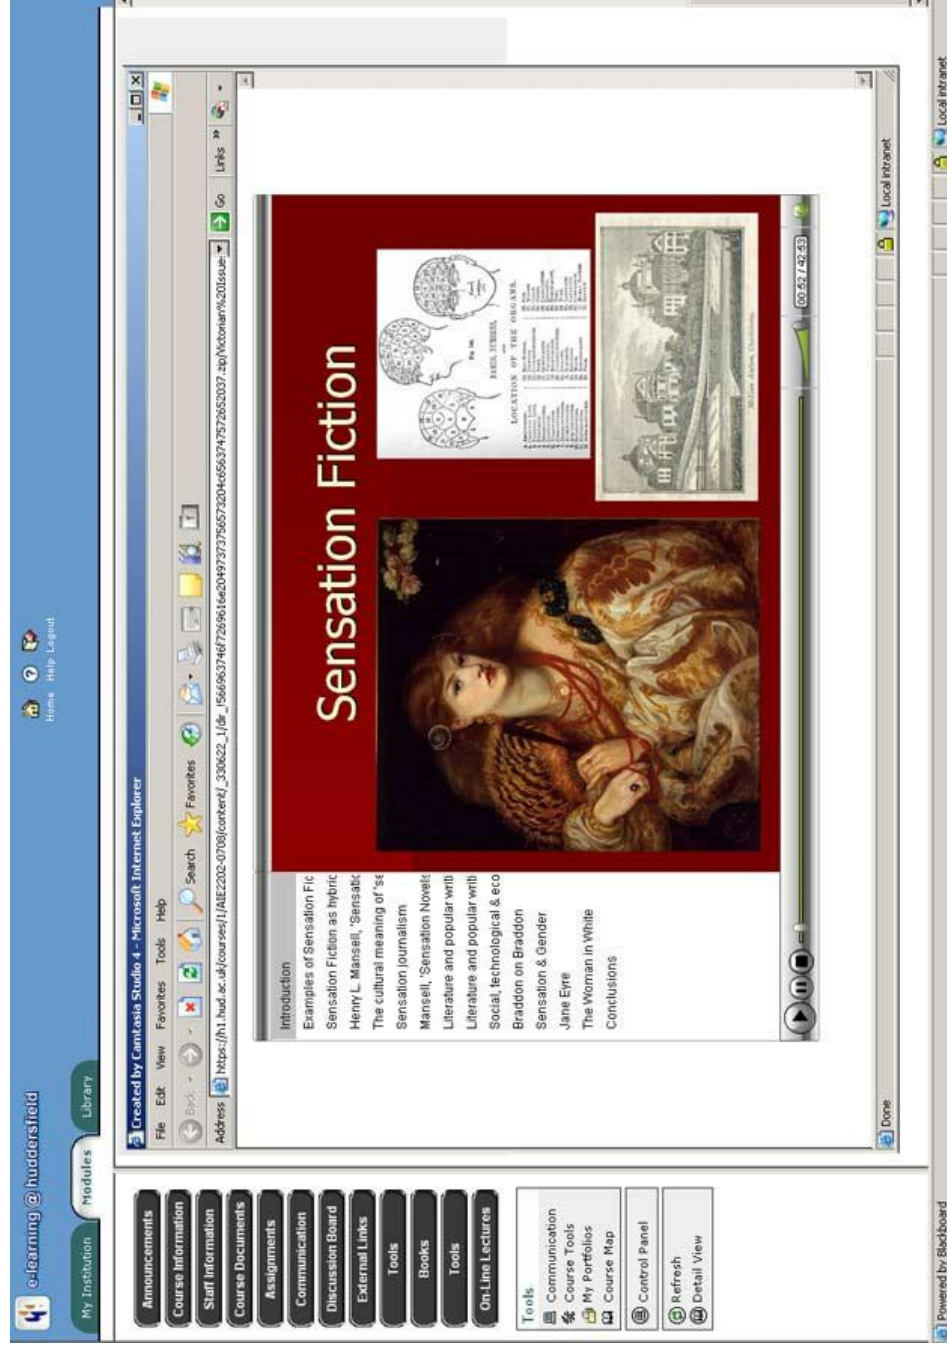 e-learning @ huddersfield
Home Help Logout
My Institution
Modules
Library
Announcements
Course Information
Staff Information
Course Documents
Assignments
Communication
Discussion Board
External Links
Tools
Books
Tools
On-Line Lectures
Tools
Communication
Course Tools
My Portfolios
Course Map
Control Panel
Refresh
Detail View
Created by Camtasia Studio 4 - Microsoft Internet Explorer
File Edit View Favorites Tools Help
Back Search Favorites
Address
Go Links »
Introduction
Examples of Sensation Fic
Sensation Fiction as hybric
Henry L. Mansell, 'Sensatic
The cultural meaning of 'se
Sensation journalism
Mansell, 'Sensation Novels
Literature and popular writi
Literature and popular writi
Social, technological & eco
Braddon on Braddon
Sensation & Gender
Jane Eyre
The Woman in White
Conclusions
Sensation Fiction
LOCATION OF THE ORGANS.
00:52 / 42:53
Done
Local intranet
Powered by Blackboard
Local intranet